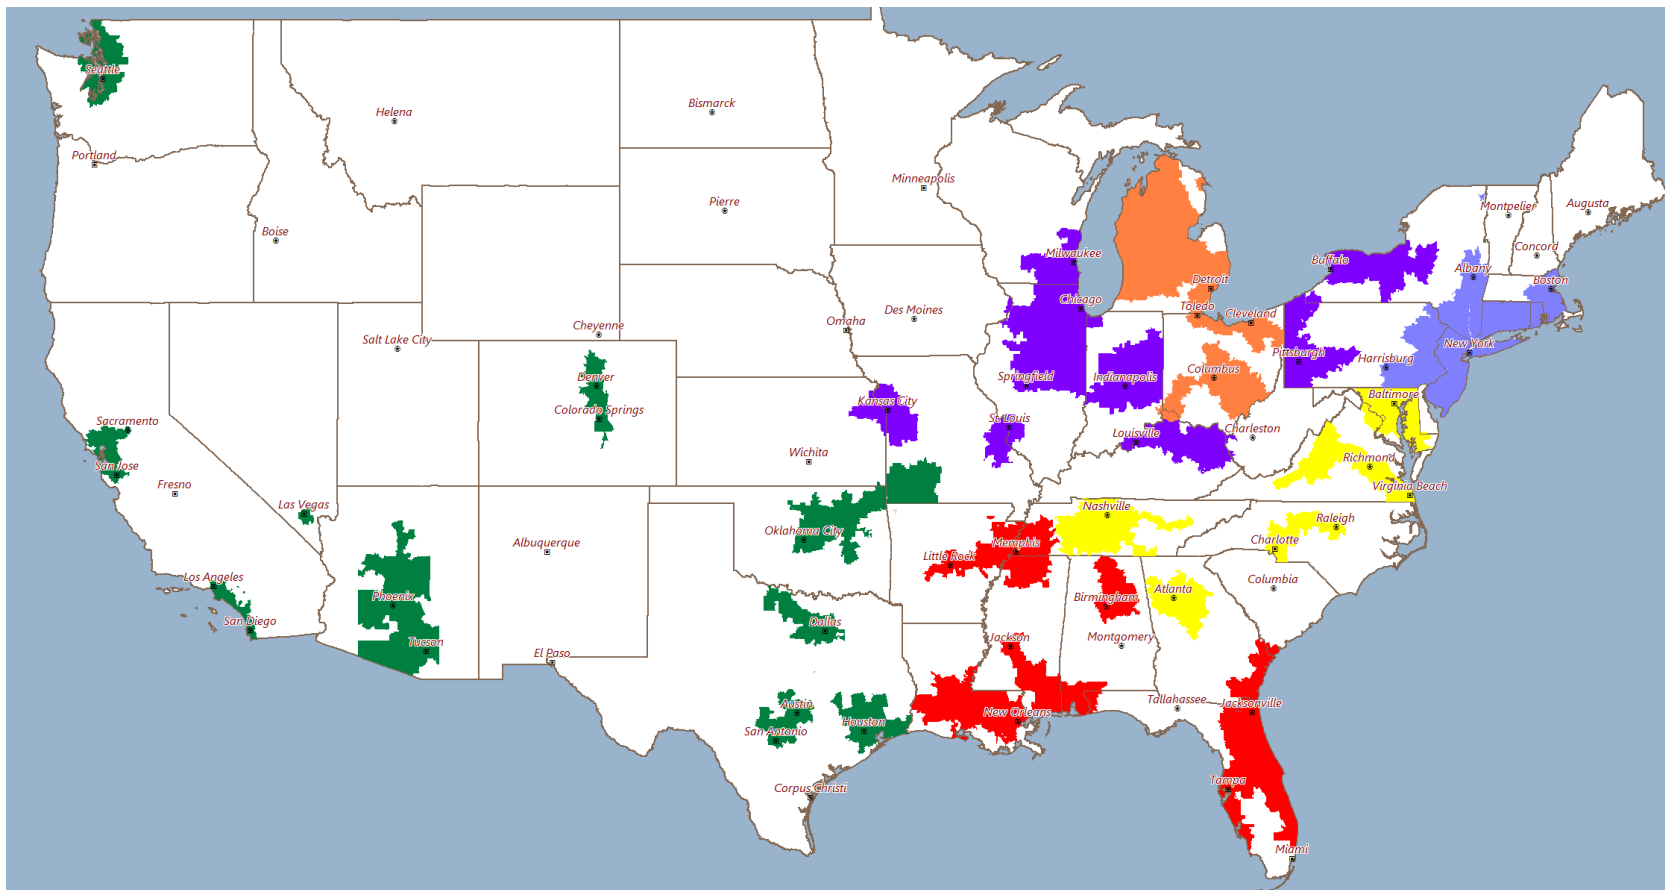 Seattle
Portland
Helena
Bismarck
Minneapolis
Pierre
Boise
Montpelier
Augusta
Concord
Milwaukee
Buffalo
Albany
Boston
Detroit
Chicago
Toledo
Cleveland
Des Moines
Omaha
Cheyenne
Salt Lake City
New York
Pittsburgh
Harrisburg
Denver
Springfield
Indianapolis
Columbus
Baltimore
Colorado Springs
Kansas City
Sacramento
St. Louis
Louisville
Charleston
Wichita
Richmond
San Jose
Fresno
Virginia Beach
Las Vegas
Nashville
Raleigh
Oklahoma City
Albuquerque
Memphis
Charlotte
Little Rock
Los Angeles
Columbia
Phoenix
Birmingham
Atlanta
San Diego
Dallas
Tucson
Jackson
Montgomery
El Paso
Tallahassee
Jacksonville
Austin
New Orleans
Houston
San Antonio
Tampa
Corpus Christi
Miami